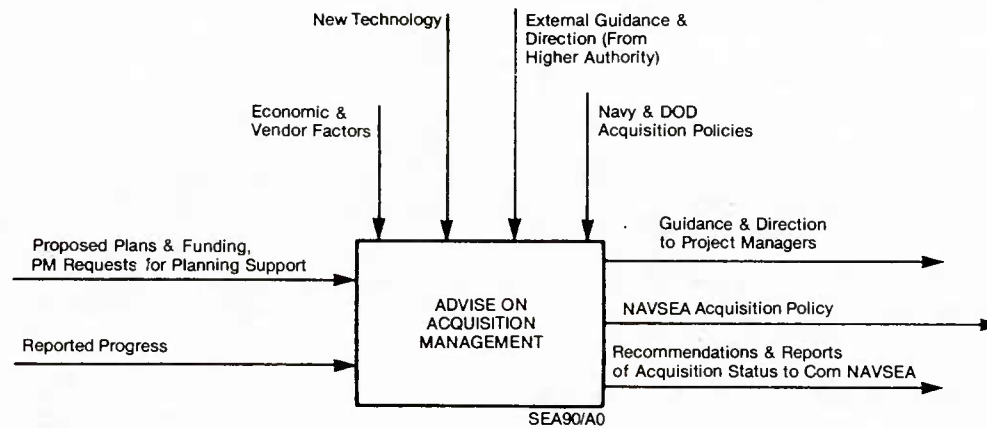 New Technology
External Guidance &
Direction (From
Higher Authority)
Economic &
Vendor Factors
Navy & DOD
Acquisition Policies
Proposed Plans & Funding,
PM Requests for Planning Support
Reported Progress
ADVISE ON
ACQUISITION
MANAGEMENT
Guidance & Direction
to Project Managers
NAVSEA Acquisition Policy
Recommendations & Reports
of Acquisition Status to Com NAVSEA
SEA90/A0